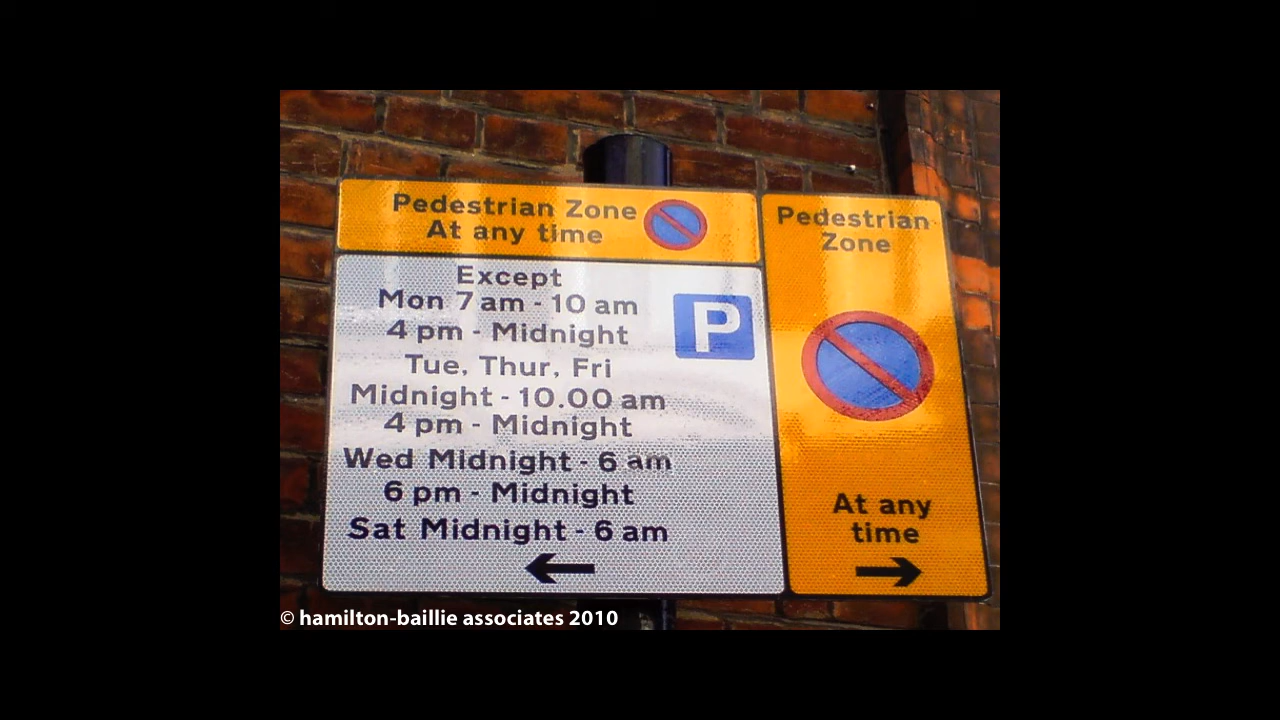 Pedestrian Zone
At any time
Except
Mon 7 am - 10 am
4 pm - Midnight
Tue, Thur, Fri
Midnight - 10.00 am
4 pm - Midnight
Wed Midnight - 6 am
6 pm - Midnight
Sat Midnight - 6 am
P
Pedestrian
Zone
At any
time
© hamilton-baillie associates 2010